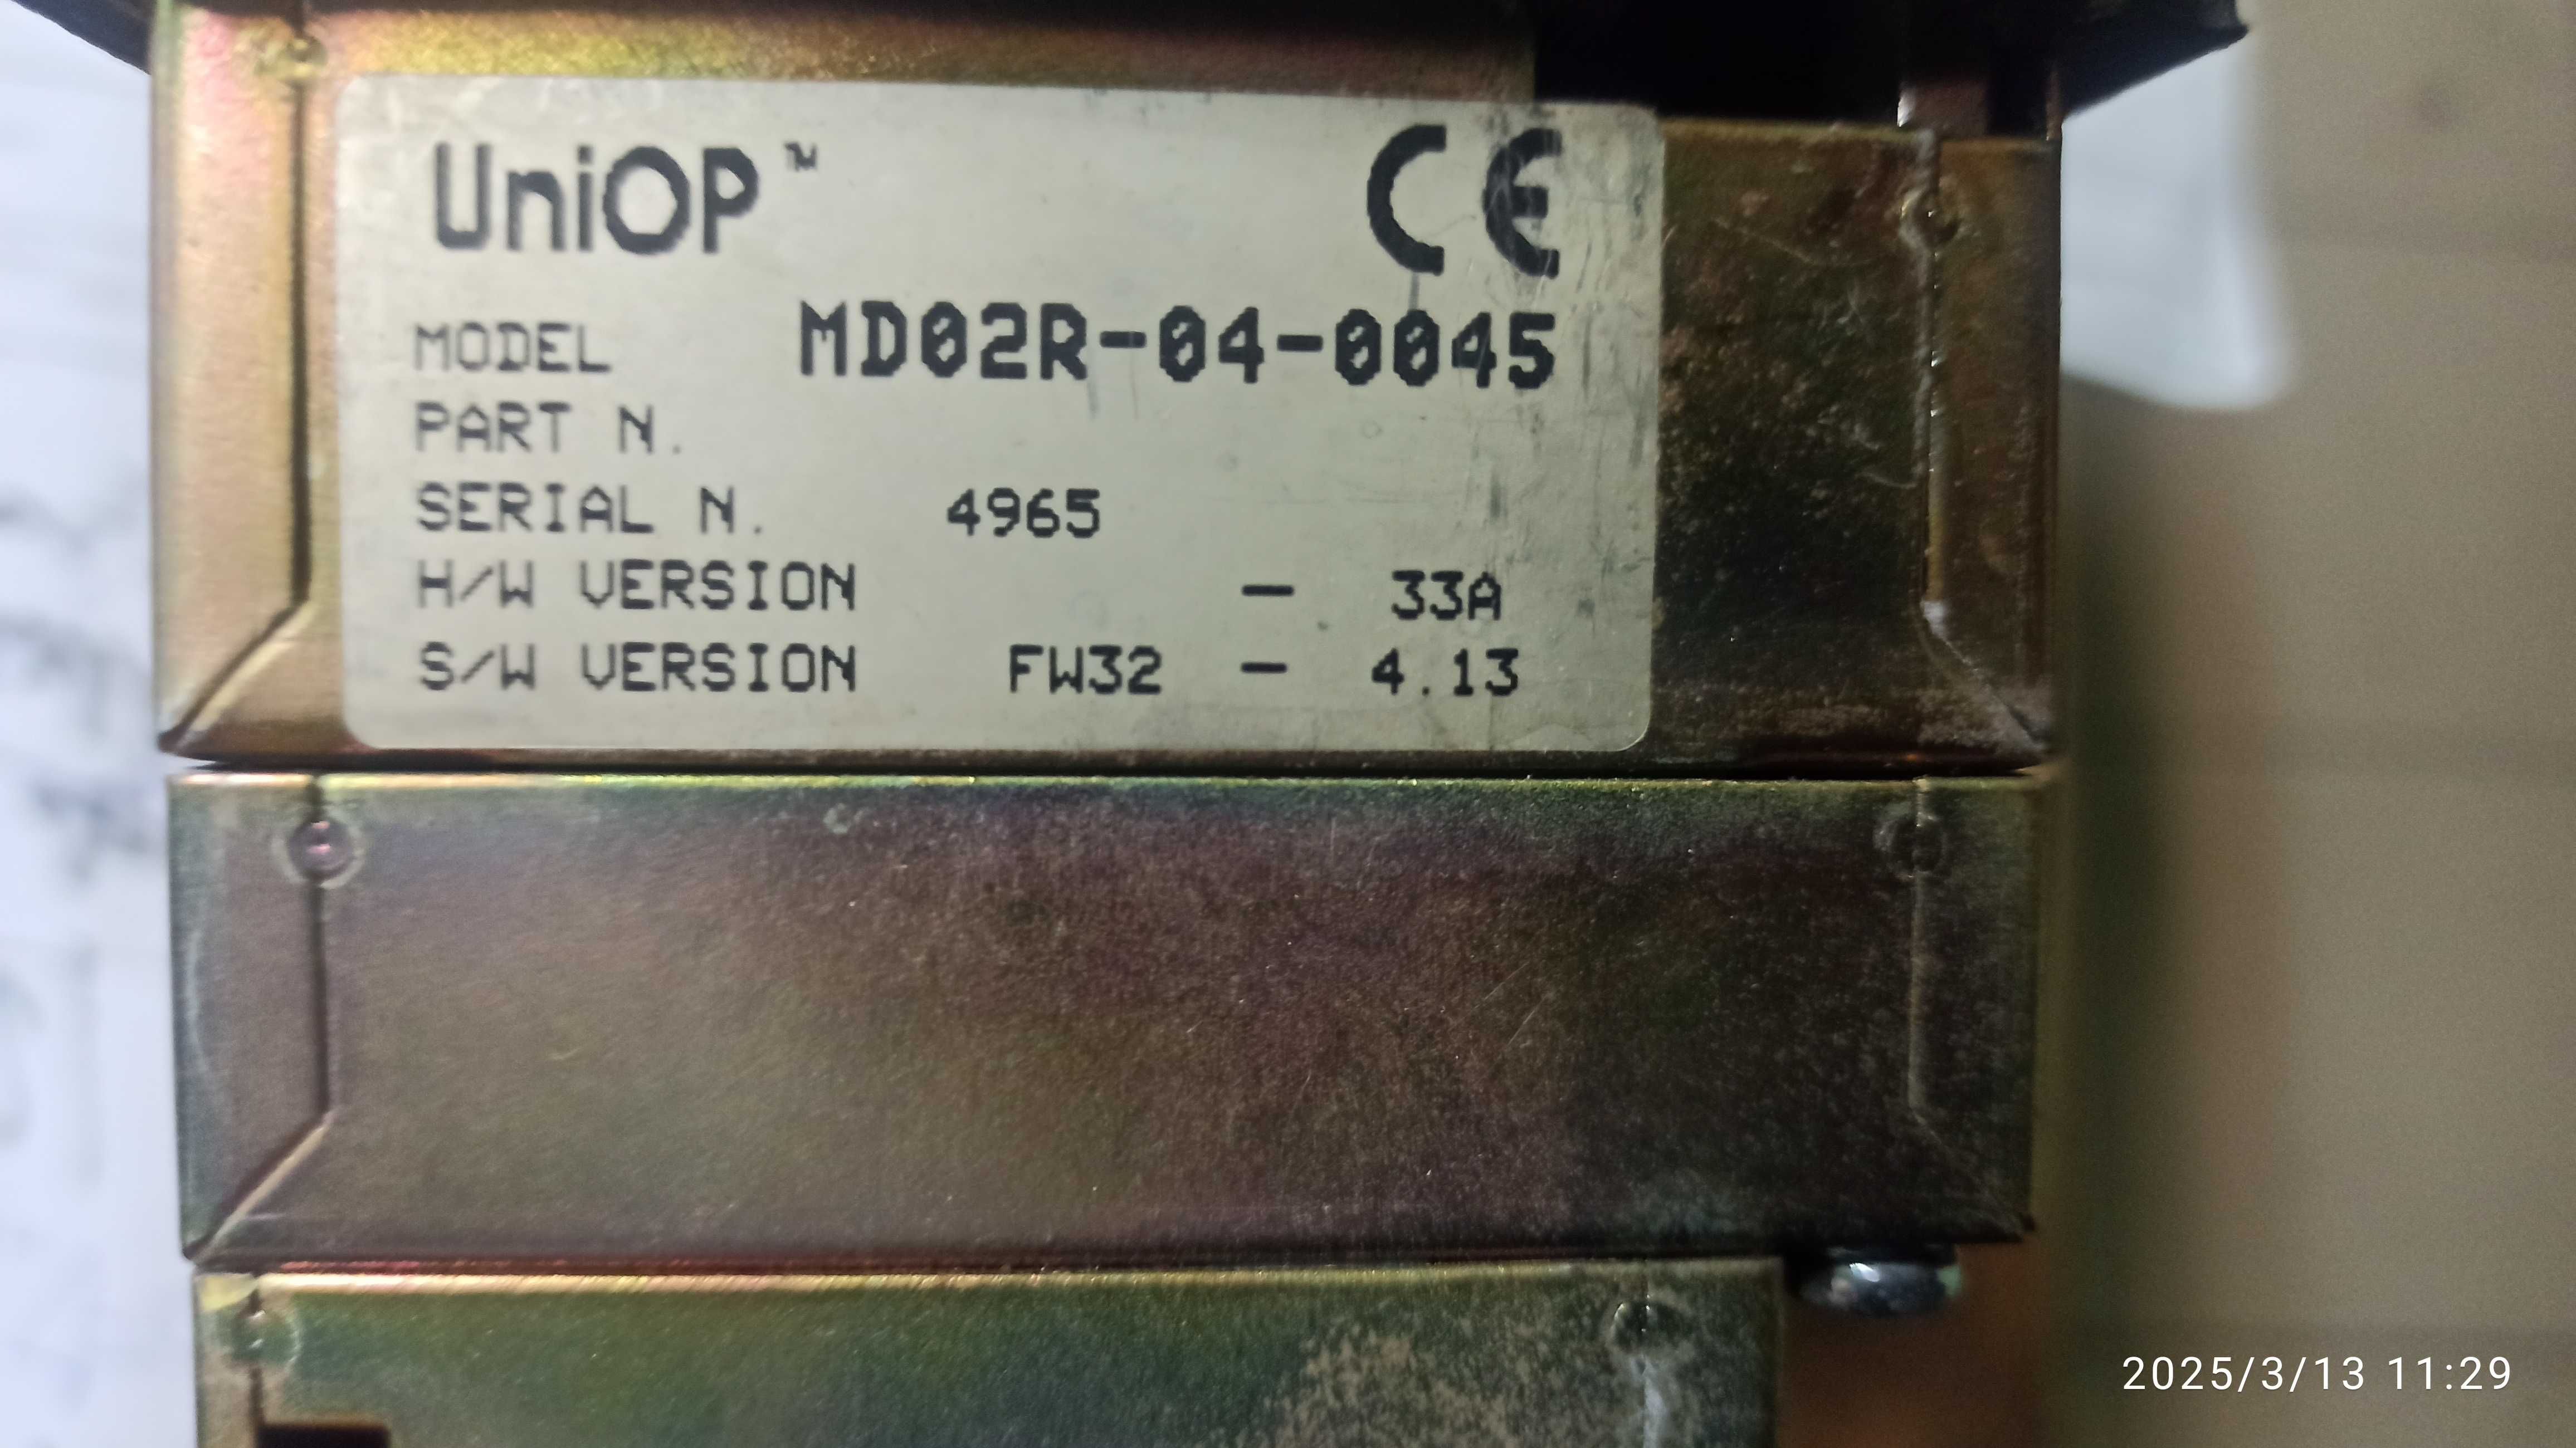 UniOP™ CE
MODEL MD02R-04-0045
PART N.
SERIAL N. 4965
H/W VERSION - 33A
S/W VERSION FW32 - 4.13
2025/3/13 11:29